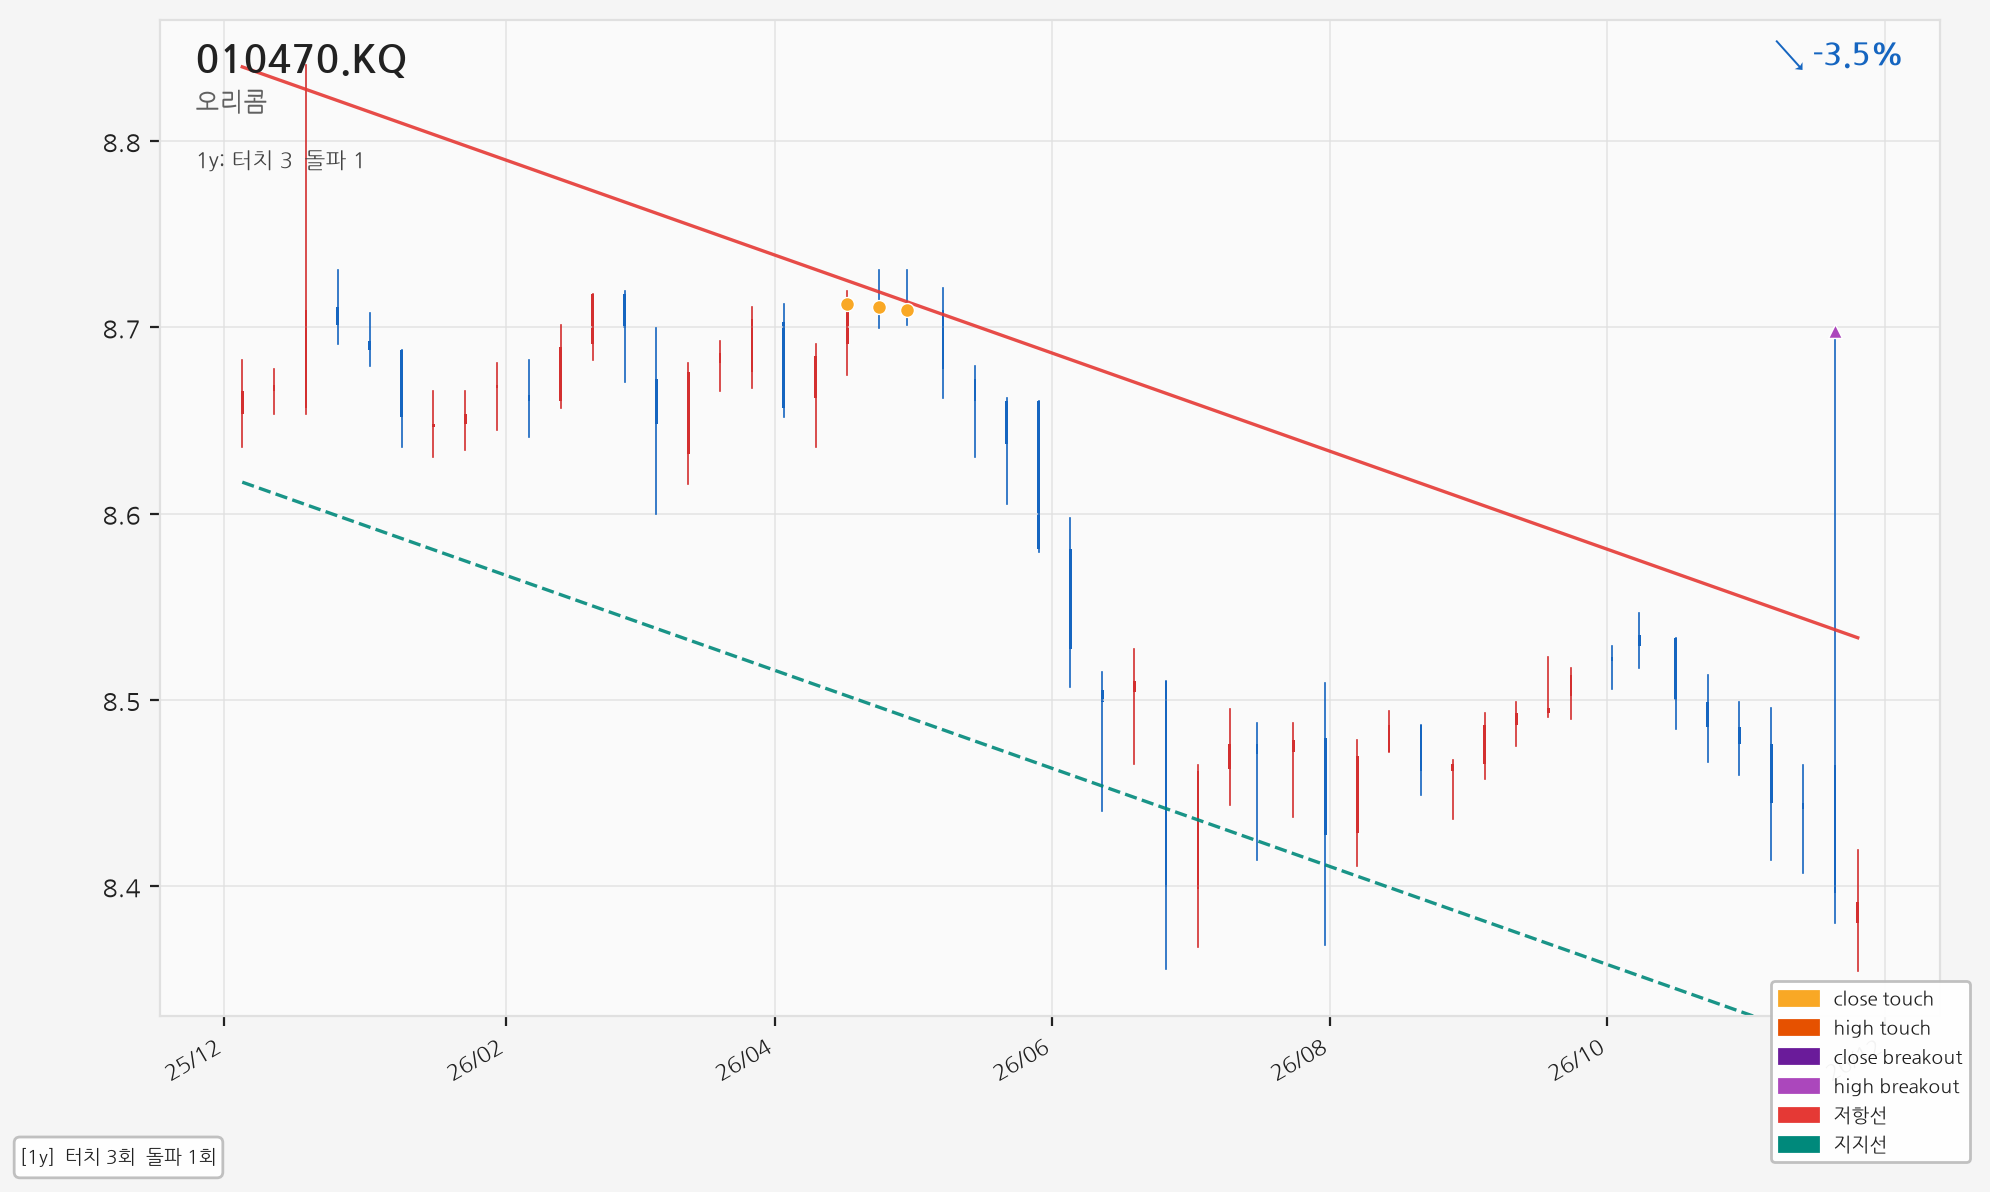 010470.KQ
오리콤
1y: 터치 3 돌파 1
-3.5%
8.8
8.7
8.6
8.5
8.4
25/12
26/02
26/04
26/06
26/08
26/10
close touch
high touch
close breakout
high breakout
저항선
지지선
[1y] 터치 3회 돌파 1회